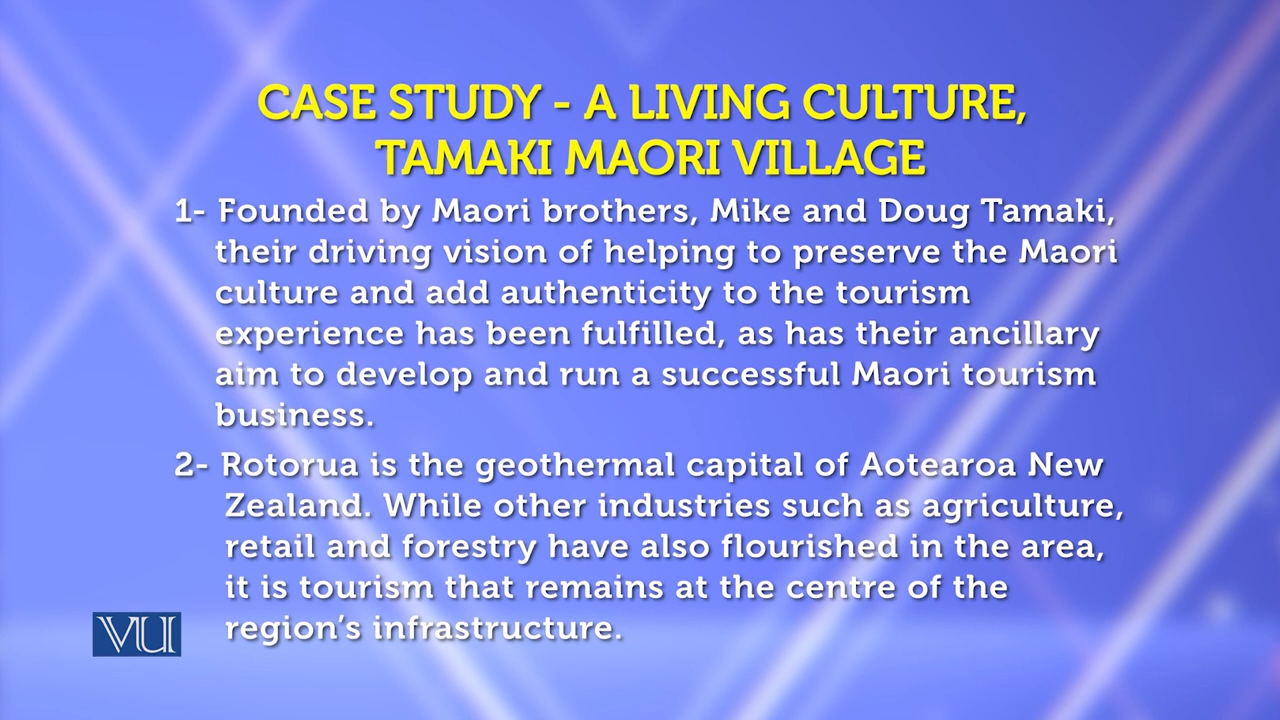 CASE STUDY - A LIVING CULTURE,
TAMAKI MAORI VILLAGE
1- Founded by Maori brothers, Mike and Doug Tamaki,
their driving vision of helping to preserve the Maori
culture and add authenticity to the tourism
experience has been fulfilled, as has their ancillary
aim to develop and run a successful Maori tourism
business.
2- Rotorua is the geothermal capital of Aotearoa New
Zealand. While other industries such as agriculture,
retail and forestry have also flourished in the area,
it is tourism that remains at the centre of the
region's infrastructure.
VU